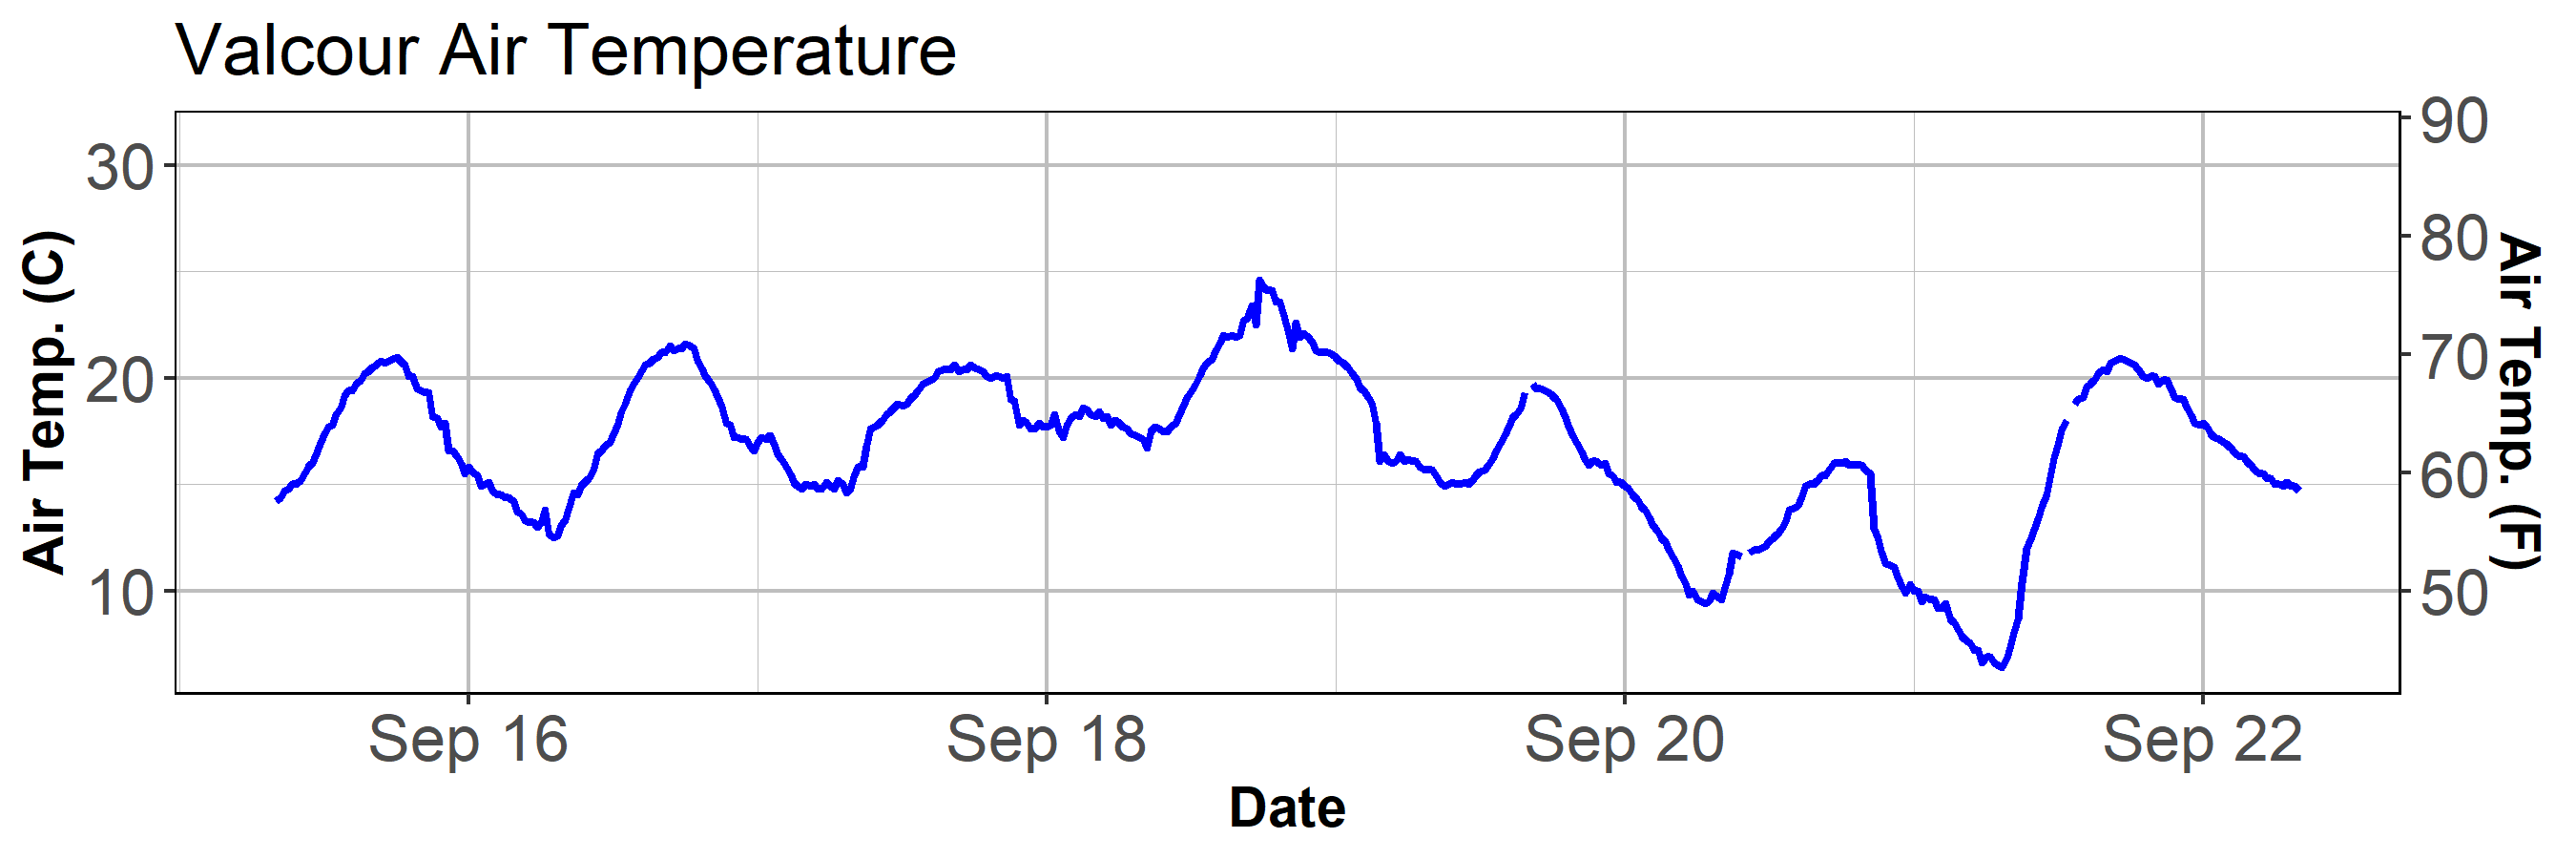 Valcour Air Temperature
Air Temp. (C)
30
20
10
90
80
70
60
50
Air Temp. (F)
Sep 16
Sep 18
Sep 20
Sep 22
Date